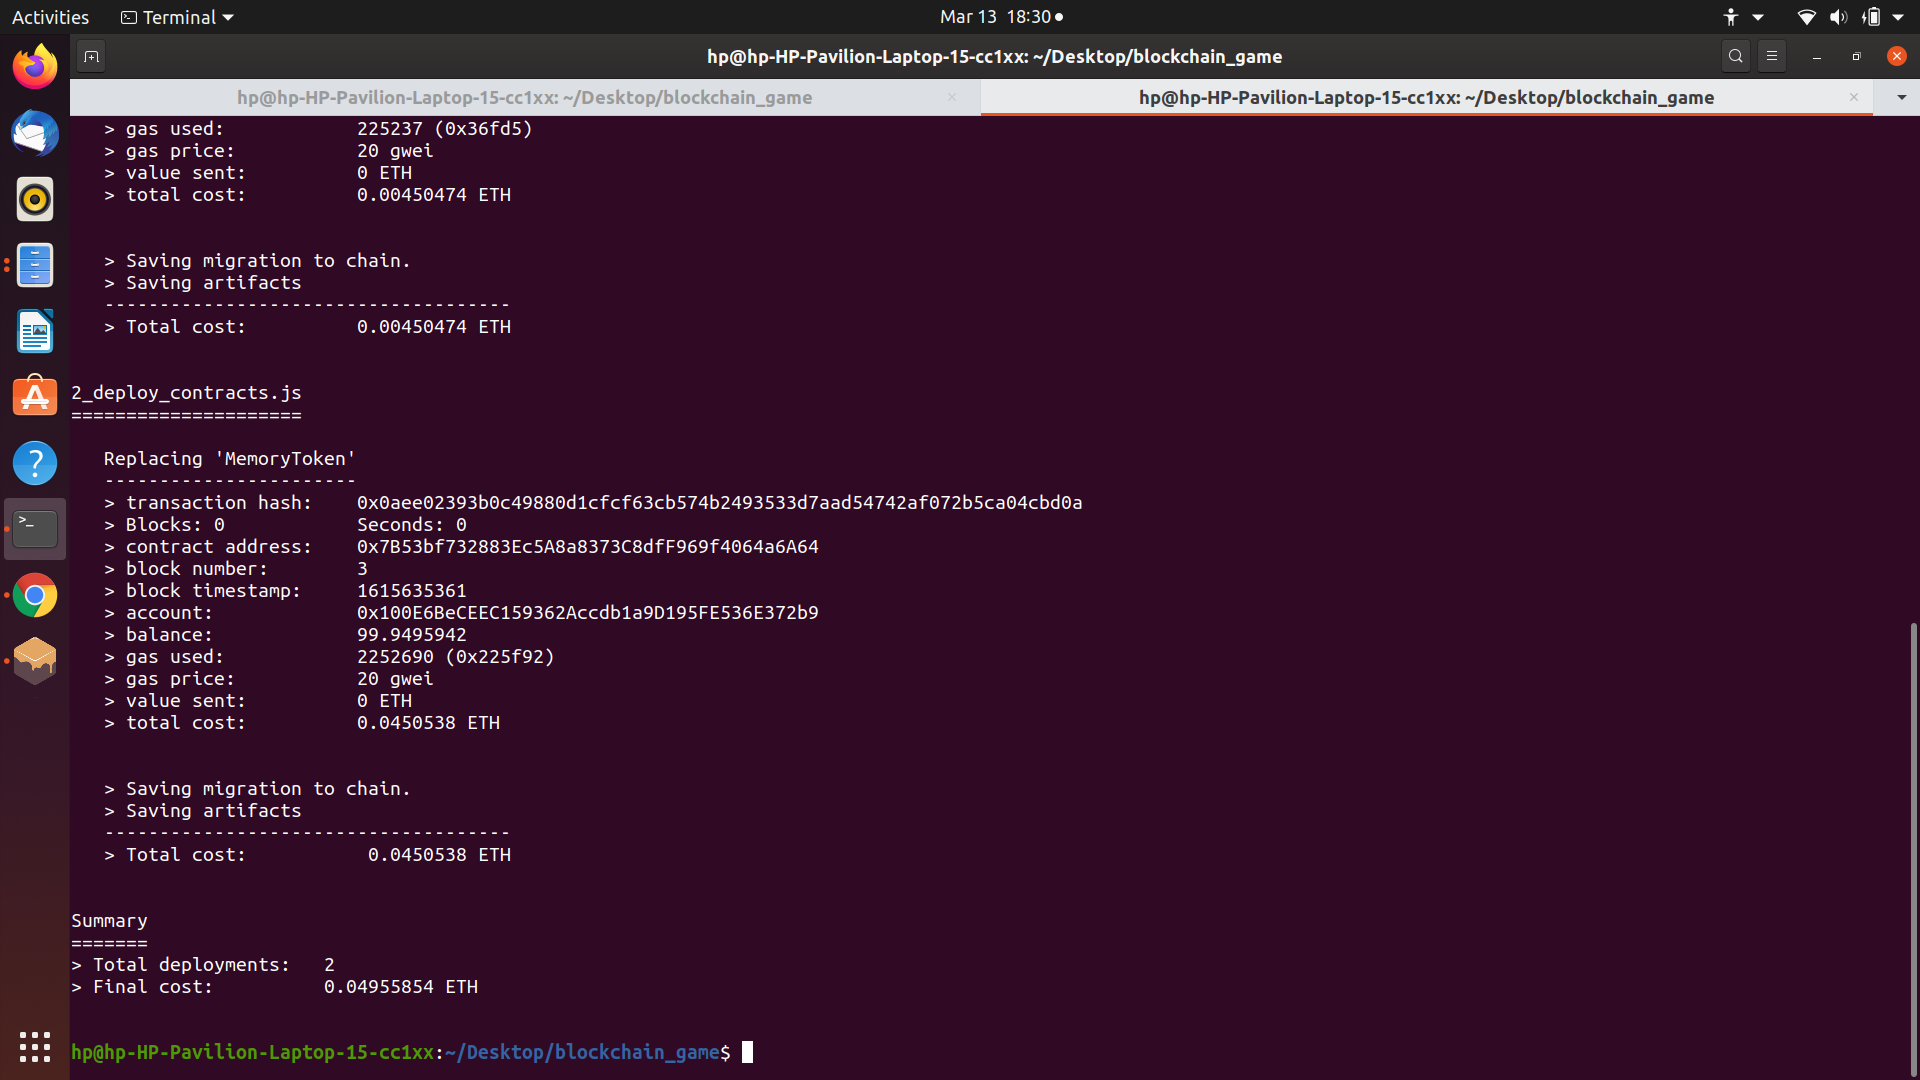 Activities
Terminal
Mar 13 18:30
hp@hp-HP-Pavilion-Laptop-15-cc1xx: ~/Desktop/blockchain_game
hp@hp-HP-Pavilion-Laptop-15-cc1xx: ~/Desktop/blockchain_game
hp@hp-HP-Pavilion-Laptop-15-cc1xx: ~/Desktop/blockchain_game
> gas used: 225237 (0x36fd5)
> gas price: 20 gwei
> value sent: 0 ETH
> total cost: 0.00450474 ETH
> Saving migration to chain.
> Saving artifacts
-------------------------------------
> Total cost: 0.00450474 ETH
2_deploy_contracts.js
=====================
Replacing 'MemoryToken'
-----------------------
> transaction hash: 0x0aee02393b0c49880d1cfcf63cb574b2493533d7aad54742af072b5ca04cbd0a
> Blocks: 0 Seconds: 0
> contract address: 0x7B53bf732883Ec5A8a8373C8dfF969f4064a6A64
> block number: 3
> block timestamp: 1615635361
> account: 0x100E6BeCEEC159362Accdb1a9D195FE536E372b9
> balance: 99.9495942
> gas used: 2252690 (0x225f92)
> gas price: 20 gwei
> value sent: 0 ETH
> total cost: 0.0450538 ETH
> Saving migration to chain.
> Saving artifacts
-------------------------------------
> Total cost: 0.0450538 ETH
Summary
=======
> Total deployments: 2
> Final cost: 0.04955854 ETH
hp@hp-HP-Pavilion-Laptop-15-cc1xx:~/Desktop/blockchain_game$